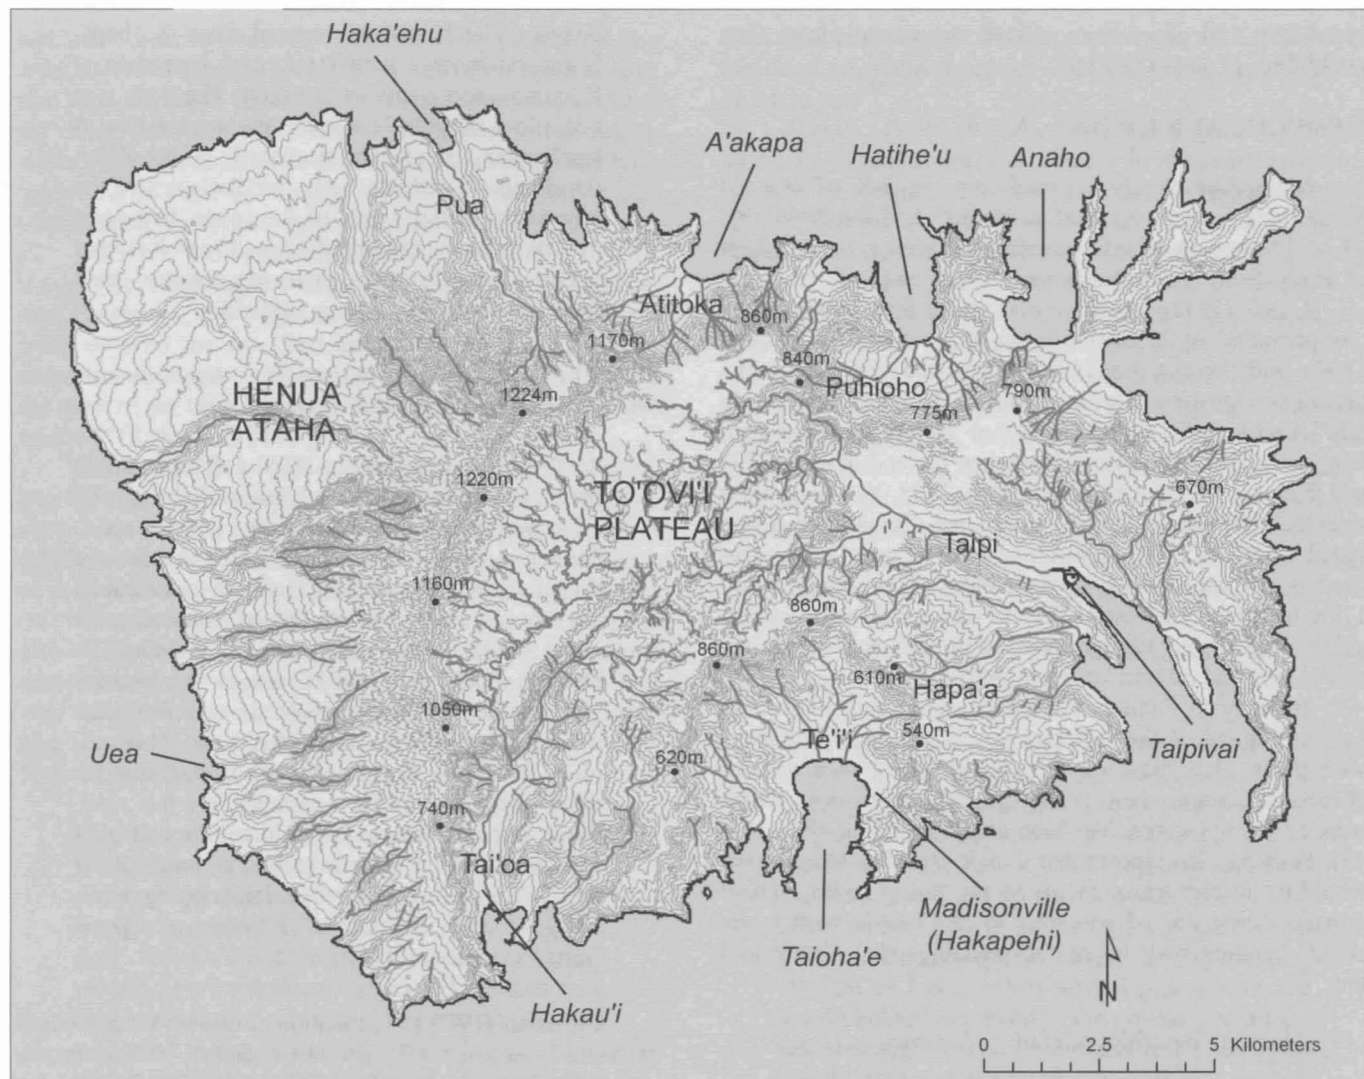 Haka'ehu
A'akapa
Hatihe'u
Anaho
Pua
'Atitoka
860m
1170m
840m
Puhioho
HENUA
ATAHA
1224m
790m
775m
1220m
TO'OVI'I
PLATEAU
670m
Taipi
1160m
860m
860m
610m
Hapa'a
1050m
Te'i'i
540m
Uea
620m
Taipivai
740m
Tai'oa
Madisonville
(Hakapehi)
Taioha'e
N
Hakau'i
0 2.5 5 Kilometers